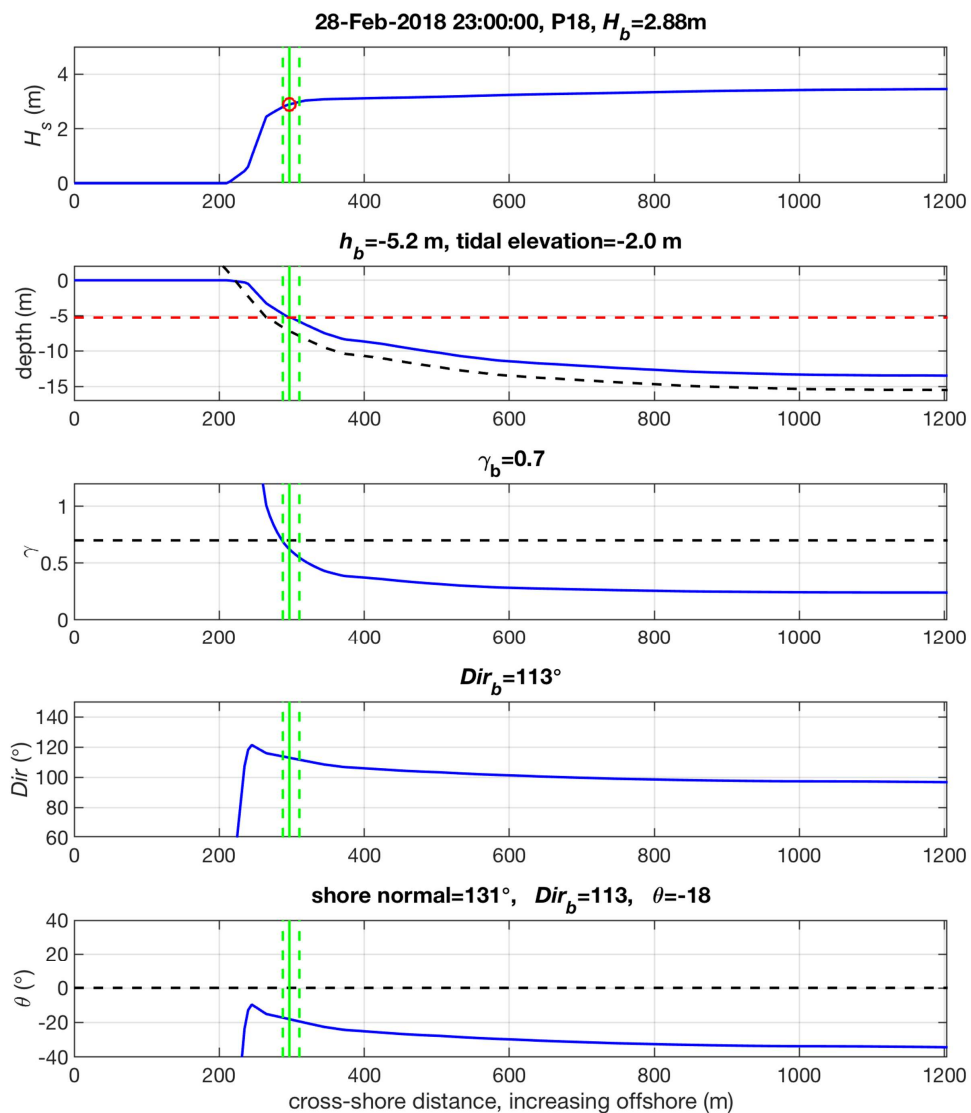 28-Feb-2018 23:00:00, P18, H_b=2.88m
4
2
0
H_s (m)
0 200 400 600 800 1000 1200
h_b=-5.2 m, tidal elevation=-2.0 m
0
-5
-10
-15
depth (m)
0 200 400 600 800 1000 1200
γ_b=0.7
1
0.5
0
γ
0 200 400 600 800 1000 1200
Dir_b=113°
140
120
100
80
60
Dir (°)
0 200 400 600 800 1000 1200
shore normal=131°, Dir_b=113, θ=-18
40
20
0
-20
-40
θ (°)
0 200 400 600 800 1000 1200
cross-shore distance, increasing offshore (m)